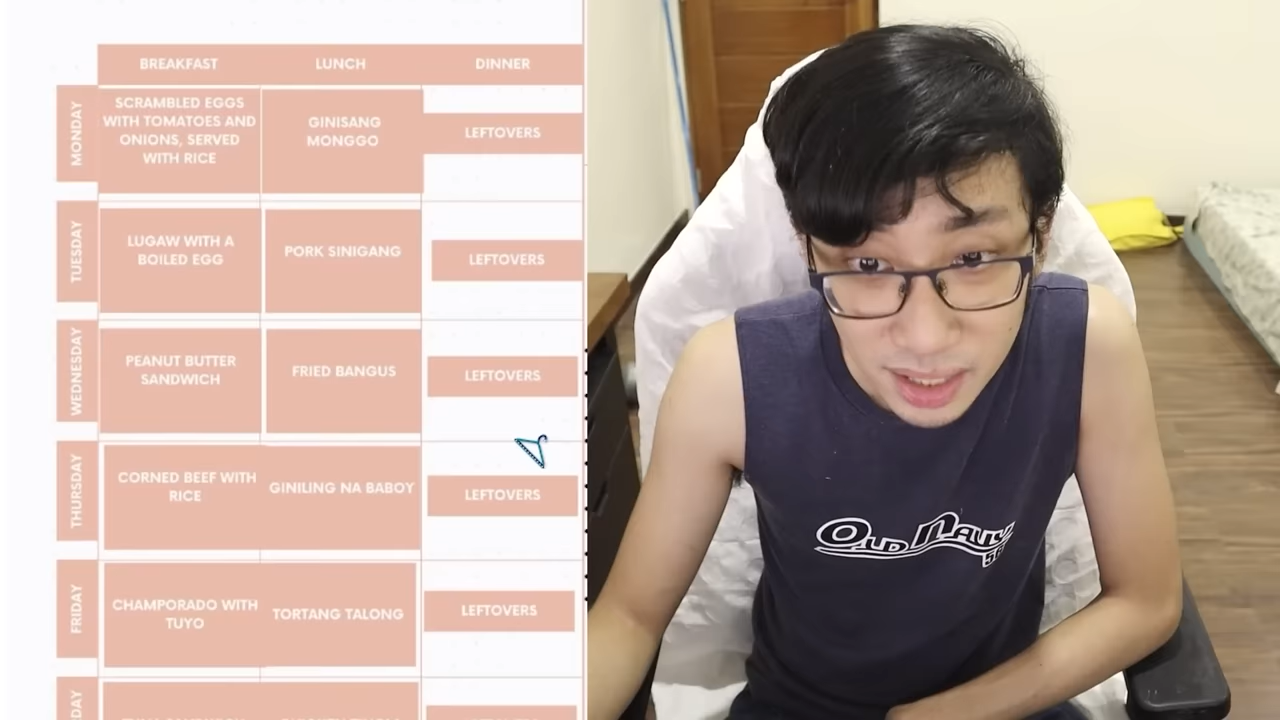 BREAKFAST LUNCH DINNER
MONDAY
SCRAMBLED EGGS
WITH TOMATOES AND
ONIONS, SERVED
WITH RICE
GINISANG
MONGGO
LEFTOVERS
TUESDAY
LUGAW WITH A
BOILED EGG
PORK SINIGANG
LEFTOVERS
WEDNESDAY
PEANUT BUTTER
SANDWICH
FRIED BANGUS
LEFTOVERS
THURSDAY
CORNED BEEF WITH
RICE
GINILING NA BABOY
LEFTOVERS
FRIDAY
CHAMPORADO WITH
TUYO
TORTANG TALONG
LEFTOVERS
OLD NAVY